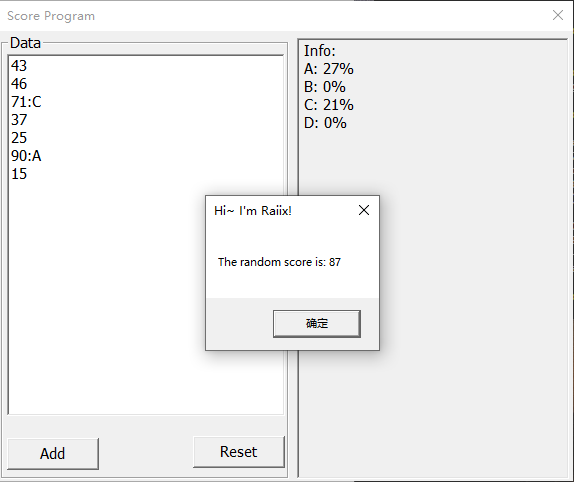 Score Program
Data
43
46
71:C
37
25
90:A
15
Info:
A: 27%
B: 0%
C: 21%
D: 0%
Hi~ I'm Raiix!
The random score is: 87
确定
Add
Reset